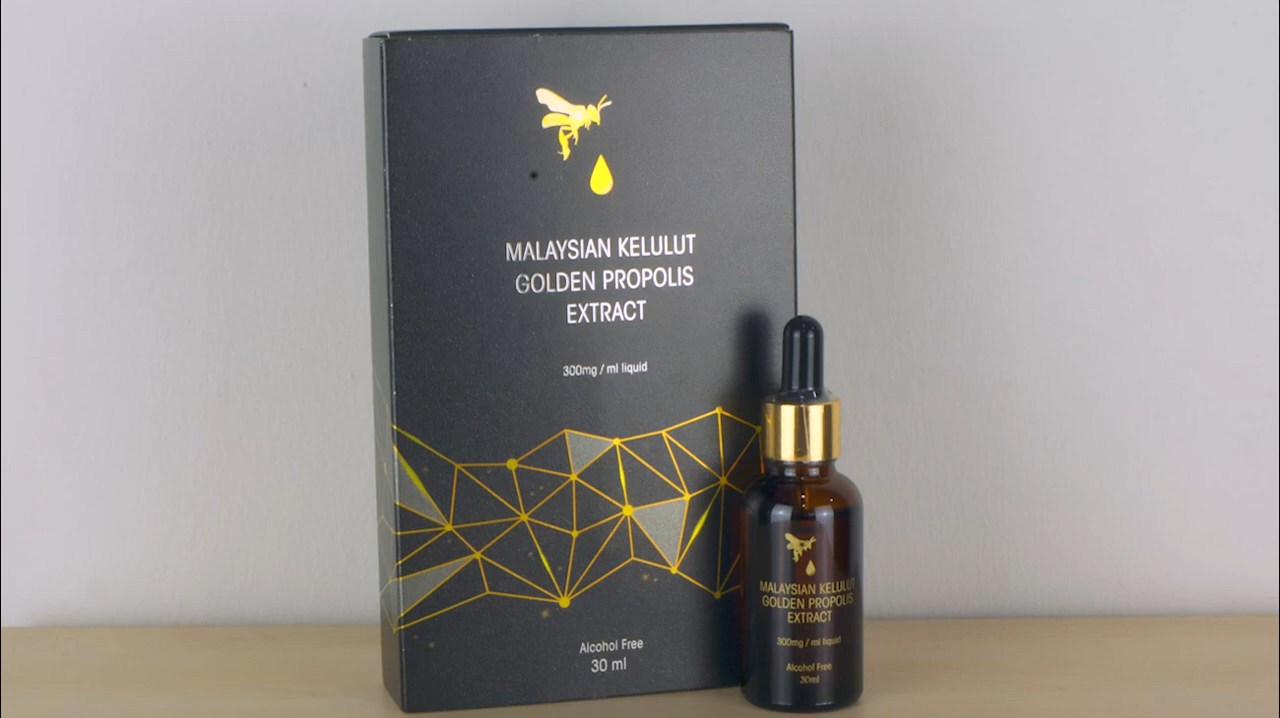 MALAYSIAN KELULUT
GOLDEN PROPOLIS
EXTRACT
300mg / ml liquid
Alcohol Free
30 ml
MALAYSIAN KELULUT
GOLDEN PROPOLIS
EXTRACT
300mg / ml liquid
Alcohol Free
30ml